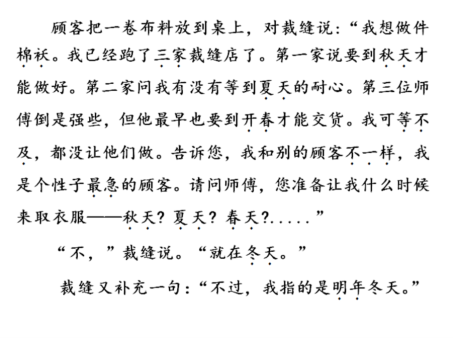 顾客把一卷布料放到桌上，对裁缝说：“我想做件
棉袄。我已经跑了三家裁缝店了。第一家说要到秋天才
能做好。第二家问我有没有等到夏天的耐心。第三位师
傅倒是强些，但他最早也要到开春才能交货。我可等不
及，都没让他们做。告诉您，我和别的顾客不一样，我
是个性子最急的顾客。请问师傅，您准备让我什么时候
来取衣服——秋天？夏天？春天？.....”
“不，”裁缝说。“就在冬天。”
裁缝又补充一句：“不过，我指的是明年冬天。”